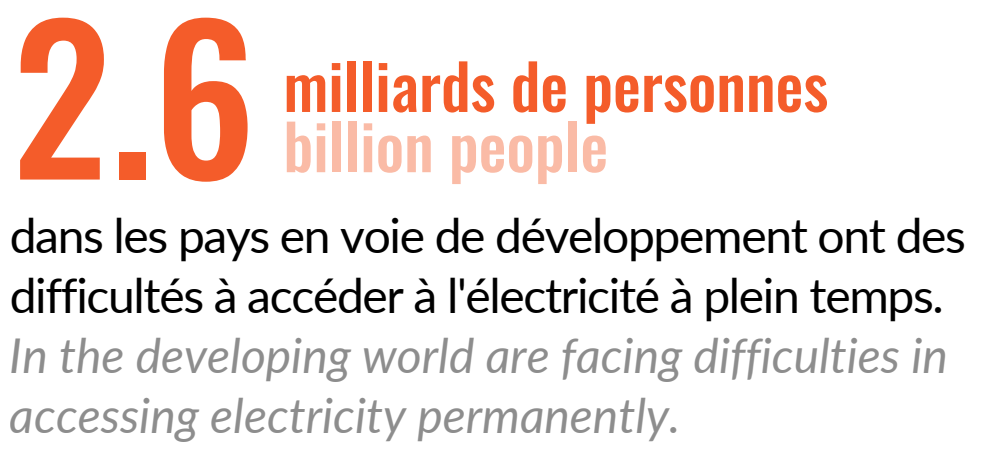 2.6
milliards de personnes
billion people
dans les pays en voie de développement ont des
difficultés à accéder à l'électricité à plein temps.
In the developing world are facing difficulties in
accessing electricity permanently.